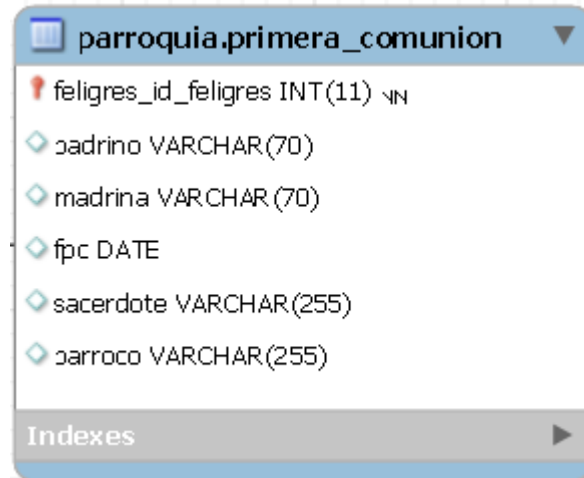 parroquia.primera_comunion
feligres_id_feligres INT(11)
padrino VARCHAR(70)
madrina VARCHAR(70)
fpc DATE
sacerdote VARCHAR(255)
parroco VARCHAR(255)
Indexes